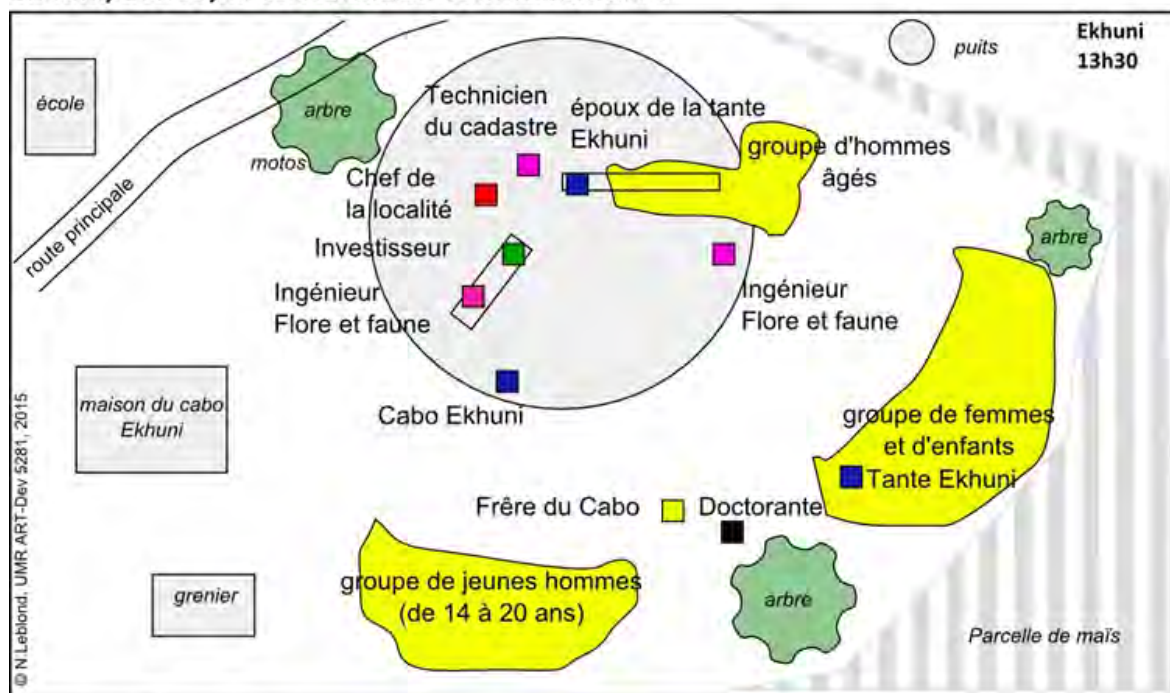 puits
Ekhuni
13h30
école
arbre
motos
route principale
Technicien
du cadastre
époux de la tante
Ekhuni
groupe d'hommes
âgés
Chef de
la localité
Investisseur
Ingénieur
Flore et faune
Ingénieur
Flore et faune
arbre
maison du cabo
Ekhuni
Cabo Ekhuni
groupe de femmes
et d'enfants
Tante Ekhuni
Frêre du Cabo
Doctorante
groupe de jeunes hommes
(de 14 à 20 ans)
grenier
arbre
Parcelle de maïs
© N.Leblond, UMR ART-Dev 5281, 2015